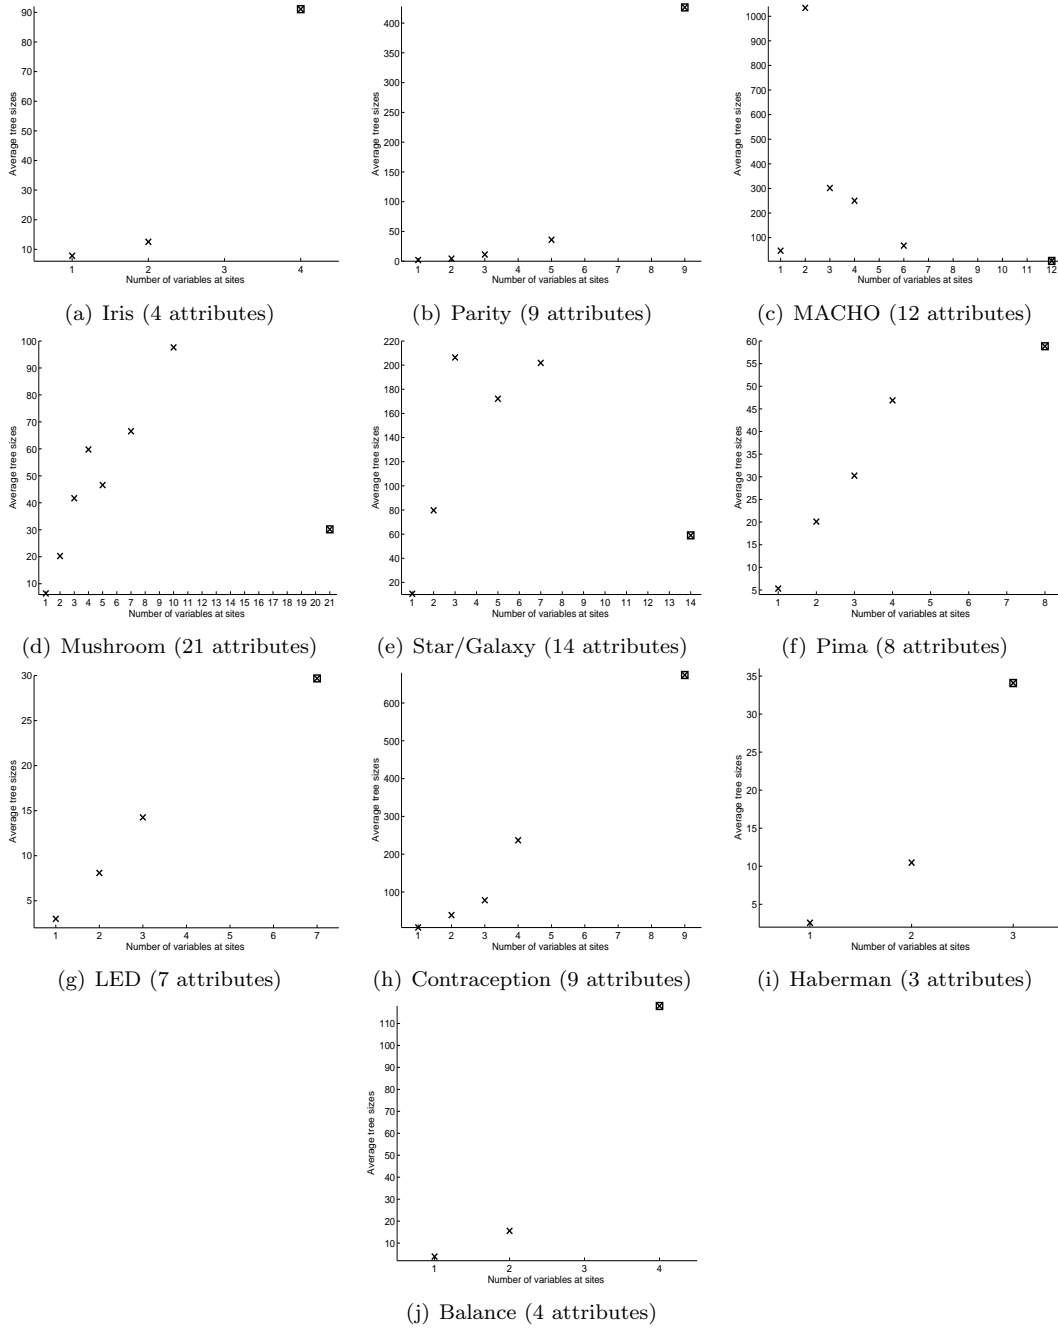 90
80
70
60
50
40
30
20
10
Average tree sizes
1 2 3 4
Number of variables at sites
(a) Iris (4 attributes)
400
350
300
250
200
150
100
50
0
Average tree sizes
1 2 3 4 5 6 7 8 9
Number of variables at sites
(b) Parity (9 attributes)
1000
900
800
700
600
500
400
300
200
100
Average tree sizes
1 2 3 4 5 6 7 8 9 10 11 12
Number of variables at sites
(c) MACHO (12 attributes)
100
90
80
70
60
50
40
30
20
10
Average tree sizes
1 2 3 4 5 6 7 8 9 10 11 12 13 14 15 16 17 18 19 20 21
Number of variables at sites
(d) Mushroom (21 attributes)
220
200
180
160
140
120
100
80
60
40
20
Average tree sizes
1 2 3 4 5 6 7 8 9 10 11 12 13 14
Number of variables at sites
(e) Star/Galaxy (14 attributes)
60
55
50
45
40
35
30
25
20
15
10
5
Average tree sizes
1 2 3 4 5 6 7 8
Number of variables at sites
(f) Pima (8 attributes)
30
25
20
15
10
5
Average tree sizes
1 2 3 4 5 6 7
Number of variables at sites
(g) LED (7 attributes)
600
500
400
300
200
100
Average tree sizes
1 2 3 4 5 6 7 8 9
Number of variables at sites
(h) Contraception (9 attributes)
35
30
25
20
15
10
5
Average tree sizes
1 2 3
Number of variables at sites
(i) Haberman (3 attributes)
110
100
90
80
70
60
50
40
30
20
10
Average tree sizes
1 2 3 4
Number of variables at sites
(j) Balance (4 attributes)